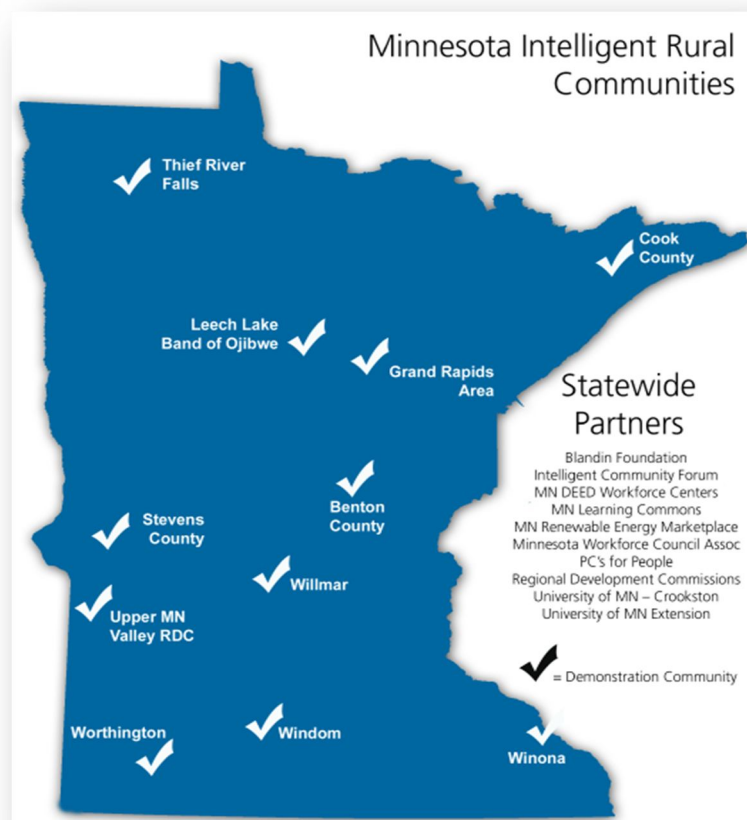 Minnesota Intelligent Rural
Communities
Thief River
Falls
Cook
County
Leech Lake
Band of Ojibwe
Grand Rapids
Area
Statewide
Partners
Blandin Foundation
Intelligent Community Forum
MN DEED Workforce Centers
MN Learning Commons
MN Renewable Energy Marketplace
Minnesota Workforce Council Assoc
PC's for People
Regional Development Commissions
University of MN – Crookston
University of MN Extension
Benton
County
Stevens
County
Willmar
Upper MN
Valley RDC
= Demonstration Community
Worthington
Windom
Winona